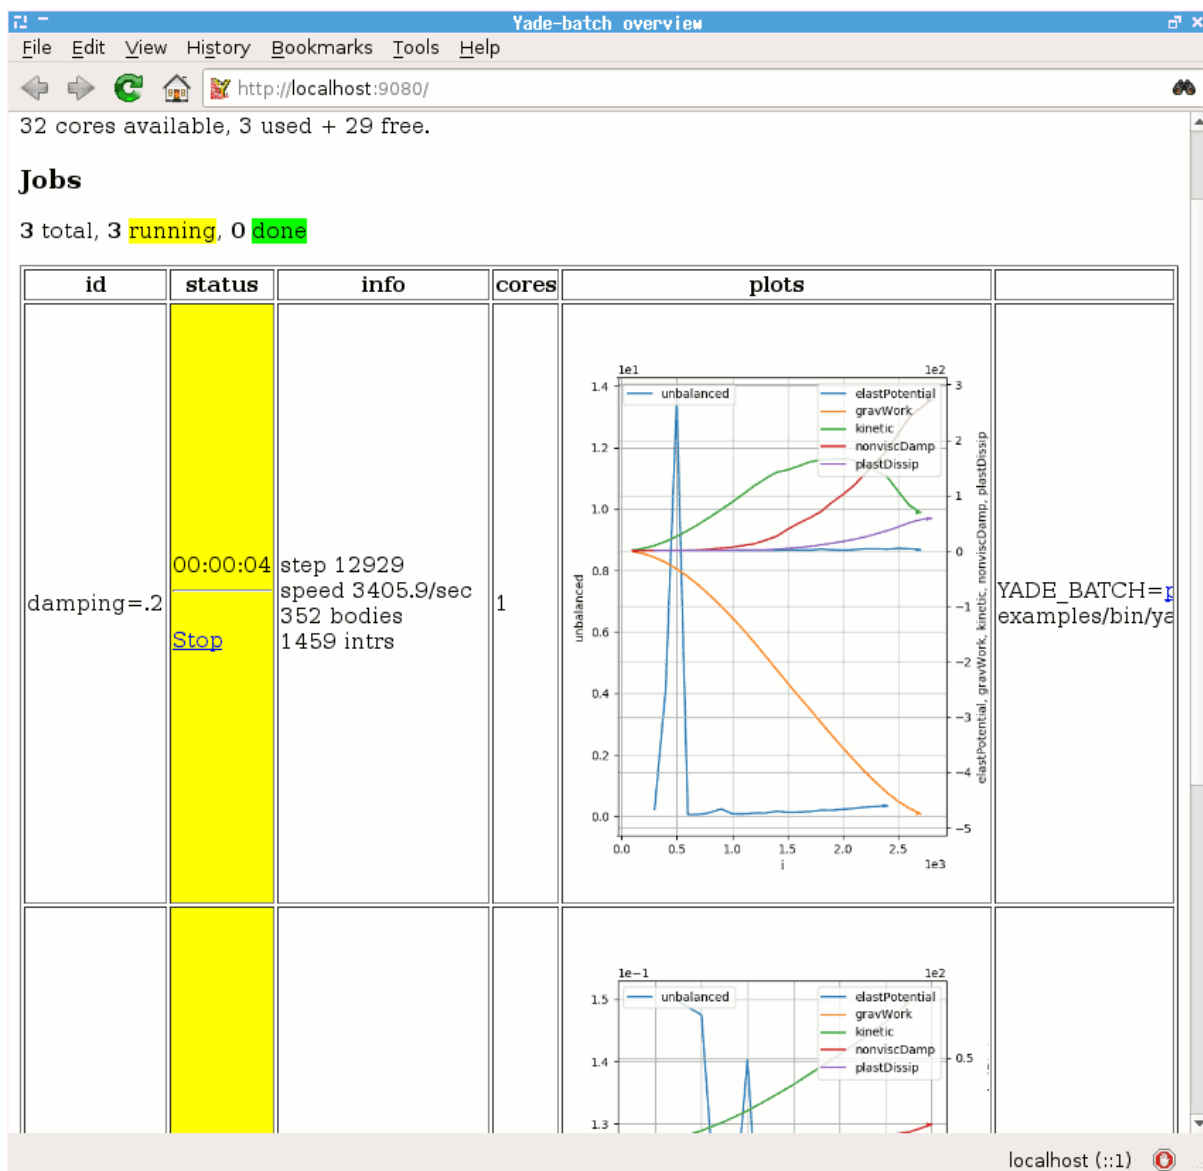 Yade-batch overview
File Edit View History Bookmarks Tools Help
http://localhost:9080/
32 cores available, 3 used + 29 free.
Jobs
3 total, 3 running, 0 done
id status info cores plots
damping=.2
00:00:04
Stop
step 12929
speed 3405.9/sec
352 bodies
1459 intrs
1
1e1 1e2
unbalanced
elastPotential
gravWork
kinetic
nonviscDamp
plastDissip
1.4
1.2
1.0
0.8
0.6
0.4
0.2
0.0
unbalanced
3
2
1
0
−1
−2
−3
−4
−5
elastPotential, gravWork, kinetic, nonviscDamp, plastDissip
0.0 0.5 1.0 1.5 2.0 2.5
1e3
i
YADE_BATCH=p
examples/bin/ya
1e−1 1e2
unbalanced
elastPotential
gravWork
kinetic
nonviscDamp
plastDissip
1.5
1.4
1.3
0.5
localhost (::1)